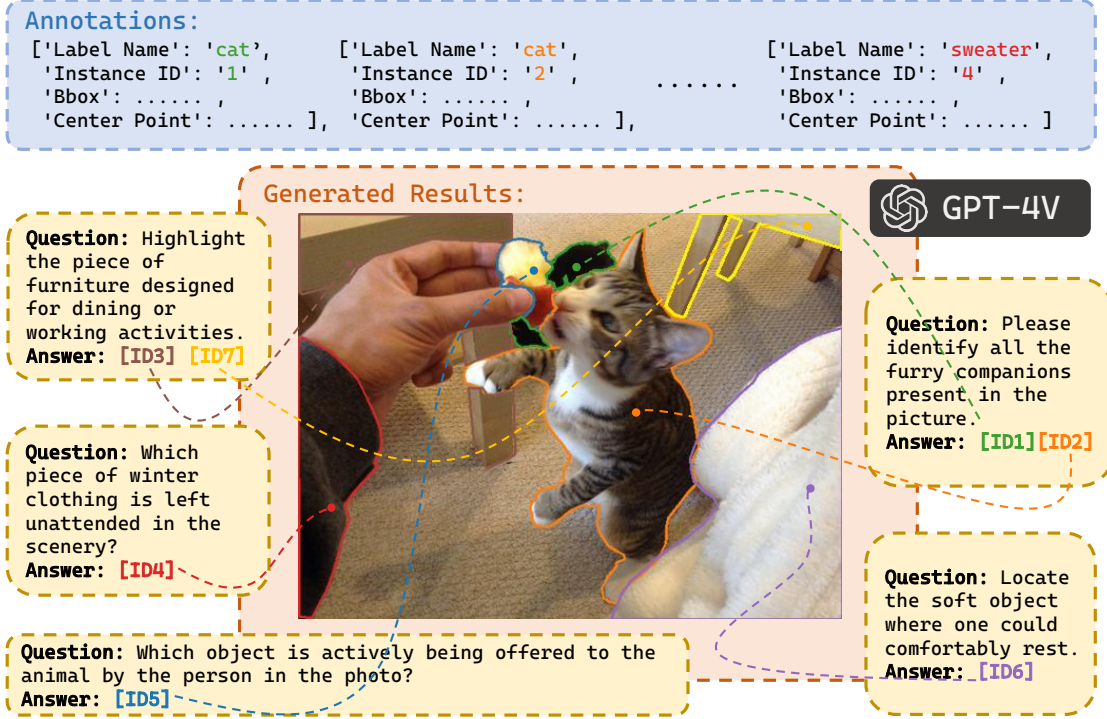 Annotations:
['Label Name': 'cat’,
'Instance ID': '1' ,
'Bbox': ...... ,
'Center Point': ...... ],
['Label Name': 'cat',
'Instance ID': '2' ,
'Bbox': ...... ,
'Center Point': ...... ],
......
['Label Name': 'sweater',
'Instance ID': '4' ,
'Bbox': ...... ,
'Center Point': ...... ]
Generated Results:
GPT-4V
Question: Highlight
the piece of
furniture designed
for dining or
working activities.
Answer: [ID3] [ID7]
Question: Which
piece of winter
clothing is left
unattended in the
scenery?
Answer: [ID4]
Question: Which object is actively being offered to the
animal by the person in the photo?
Answer: [ID5]
Question: Please
identify all the
furry companions
present in the
picture.
Answer: [ID1][ID2]
Question: Locate
the soft object
where one could
comfortably rest.
Answer: [ID6]